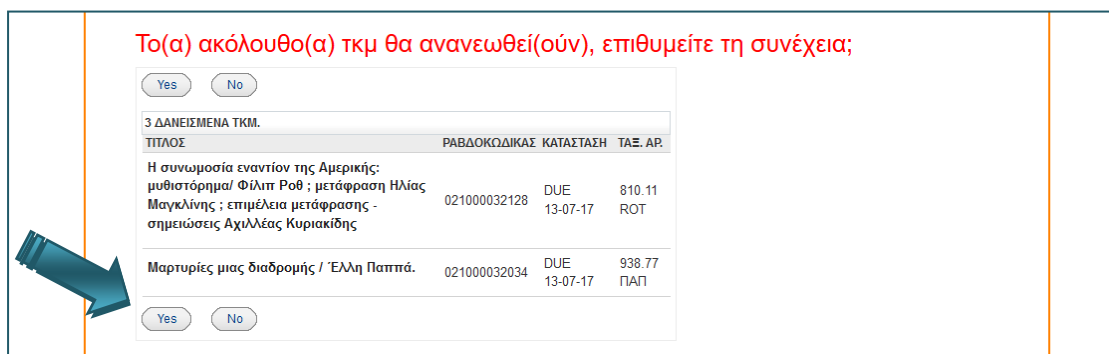 Το(α) ακόλουθο(α) τκμ θα ανανεωθεί(ούν), επιθυμείτε τη συνέχεια;
Yes No
3 ΔΑΝΕΙΣΜΕΝΑ ΤΚΜ.
ΤΙΤΛΟΣ ΡΑΒΔΟΚΩΔΙΚΑΣ ΚΑΤΑΣΤΑΣΗ ΤΑΞ. ΑΡ.
Η συνωμοσία εναντίον της Αμερικής:
μυθιστόρημα/ Φίλιπ Ροθ ; μετάφραση Ηλίας
Μαγκλίνης ; επιμέλεια μετάφρασης -
σημειώσεις Αχιλλέας Κυριακίδης
021000032128
DUE
13-07-17
810.11
ROT
Μαρτυρίες μιας διαδρομής / Έλλη Παππά.
021000032034
DUE
13-07-17
938.77
ΠΑΠ
Yes No